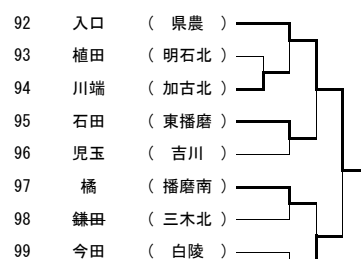 92 入口 ( 県農 )
93 植田 ( 明石北 )
94 川端 ( 加古北 )
95 石田 ( 東播磨 )
96 児玉 ( 吉川 )
97 橘 ( 播磨南 )
98 鎌田 ( 三木北 )
99 今田 ( 白陵 )